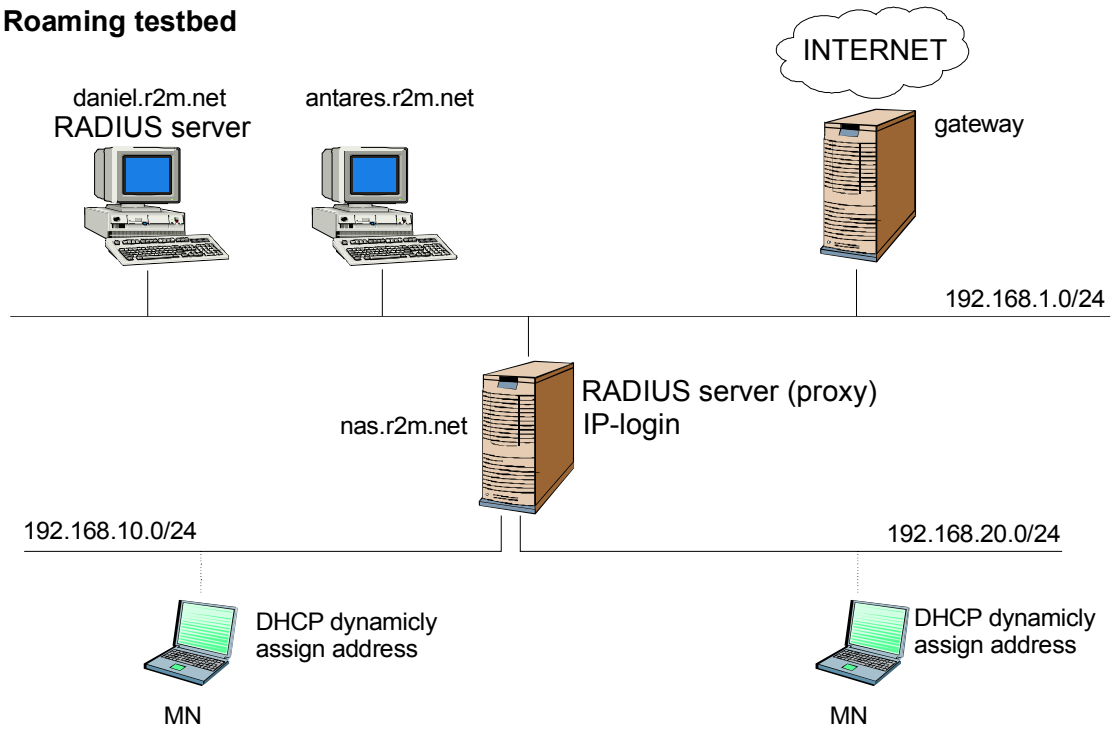 Roaming testbed
INTERNET
daniel.r2m.net
RADIUS server
antares.r2m.net
gateway
192.168.1.0/24
nas.r2m.net
RADIUS server (proxy)
IP-login
192.168.10.0/24
192.168.20.0/24
DHCP dynamicly
assign address
MN
DHCP dynamicly
assign address
MN